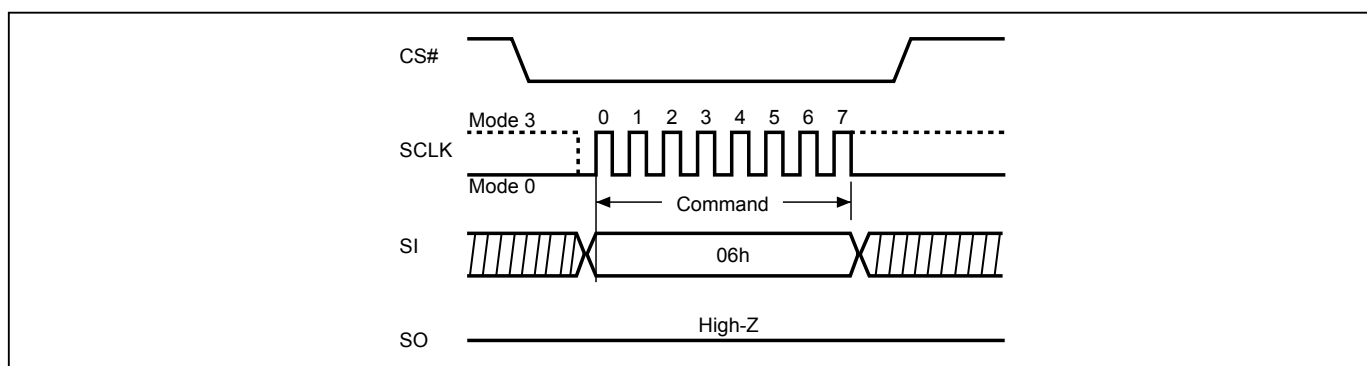 CS#
Mode 3
0 1 2 3 4 5 6 7
SCLK
Mode 0
Command
SI
06h
High-Z
SO